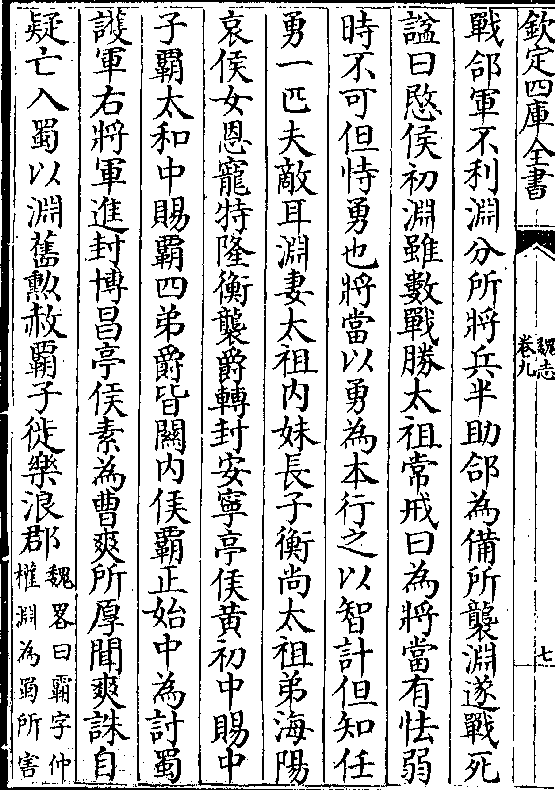 欽定四庫全書
魏志
卷九
七
戰郃軍不利淵分所將兵半助郃為備所襲淵遂戰死
諡曰愍侯初淵雖數戰勝太祖常戒曰為將當有怯弱
時不可但恃勇也將當以勇為本行之以智計但知任
勇一匹夫敵耳淵妻太祖内妹長子衡尚太祖弟海陽
哀侯女恩寵特隆衡襲爵轉封安寧亭侯黄初中賜中
子霸太和中賜霸四弟爵皆關内侯霸正始中為討蜀
護軍右將軍進封博昌亭侯素為曹爽所厚聞爽誅自
疑亡入蜀以淵舊勲赦霸子徙樂浪郡
魏畧曰霸字仲
權淵為蜀所害